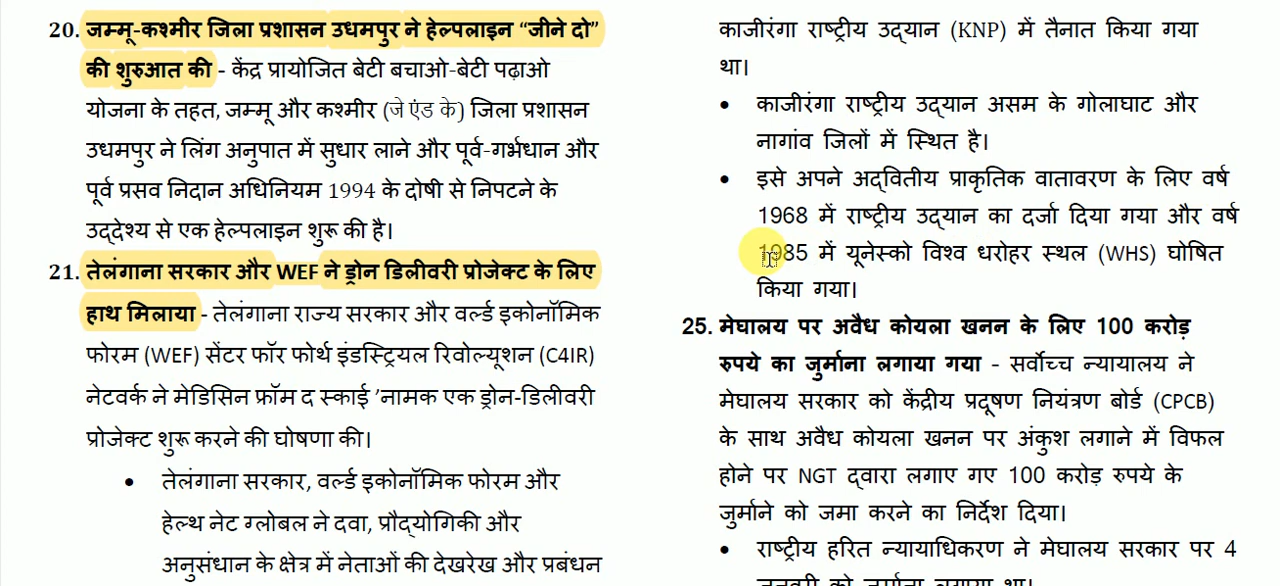 20. जम्मू-कश्मीर जिला प्रशासन उधमपुर ने हेल्पलाइन “जीने दो”
की शुरुआत की - केंद्र प्रायोजित बेटी बचाओ-बेटी पढ़ाओ
योजना के तहत, जम्मू और कश्मीर (जे एंड के) जिला प्रशासन
उधमपुर ने लिंग अनुपात में सुधार लाने और पूर्व-गर्भधान और
पूर्व प्रसव निदान अधिनियम 1994 के दोषी से निपटने के
उद्देश्य से एक हेल्पलाइन शुरू की है।
21. तेलंगाना सरकार और WEF ने ड्रोन डिलीवरी प्रोजेक्ट के लिए
हाथ मिलाया - तेलंगाना राज्य सरकार और वर्ल्ड इकोनॉमिक
फोरम (WEF) सेंटर फॉर फोर्थ इंडस्ट्रियल रिवोल्यूशन (C4IR)
नेटवर्क ने मेडिसिन फ्रॉम द स्काई ’नामक एक ड्रोन-डिलीवरी
प्रोजेक्ट शुरू करने की घोषणा की।
• तेलंगाना सरकार, वर्ल्ड इकोनॉमिक फोरम और
हेल्थ नेट ग्लोबल ने दवा, प्रौद्योगिकी और
अनुसंधान के क्षेत्र में नेताओं की देखरेख और प्रबंधन
काजीरंगा राष्ट्रीय उद्यान (KNP) में तैनात किया गया
था।
• काजीरंगा राष्ट्रीय उद्यान असम के गोलाघाट और
नागांव जिलों में स्थित है।
• इसे अपने अद्वितीय प्राकृतिक वातावरण के लिए वर्ष
1968 में राष्ट्रीय उद्यान का दर्जा दिया गया और वर्ष
1985 में यूनेस्को विश्व धरोहर स्थल (WHS) घोषित
किया गया।
25. मेघालय पर अवैध कोयला खनन के लिए 100 करोड़
रुपये का जुर्माना लगाया गया - सर्वोच्च न्यायालय ने
मेघालय सरकार को केंद्रीय प्रदूषण नियंत्रण बोर्ड (CPCB)
के साथ अवैध कोयला खनन पर अंकुश लगाने में विफल
होने पर NGT द्वारा लगाए गए 100 करोड़ रुपये के
जुर्माने को जमा करने का निर्देश दिया।
• राष्ट्रीय हरित न्यायाधिकरण ने मेघालय सरकार पर 4
जनवरी को जुर्माना लगाया था।